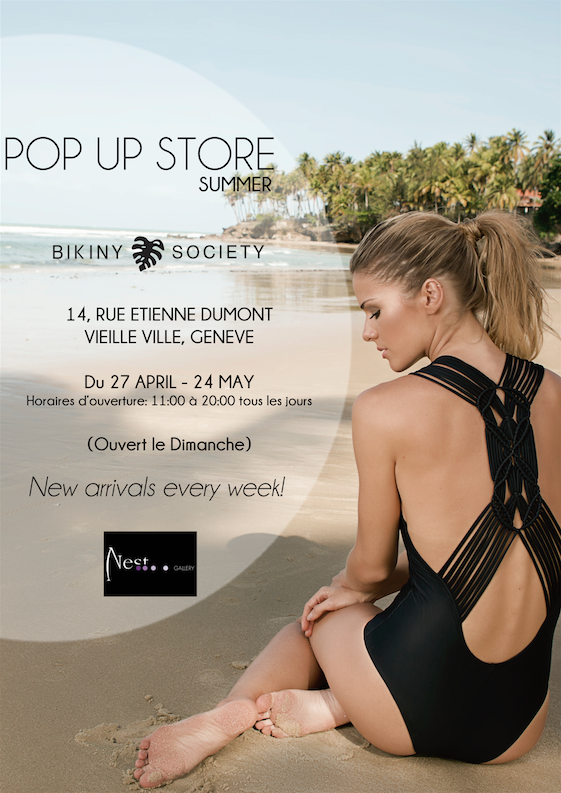 POP UP STORE
SUMMER
BIKINY SOCIETY
14, RUE ETIENNE DUMONT
VIEILLE VILLE, GENEVE
Du 27 APRIL - 24 MAY
Horaires d'ouverture: 11:00 à 20:00 tous les jours
(Ouvert le Dimanche)
New arrivals every week!
Nest
GALLERY